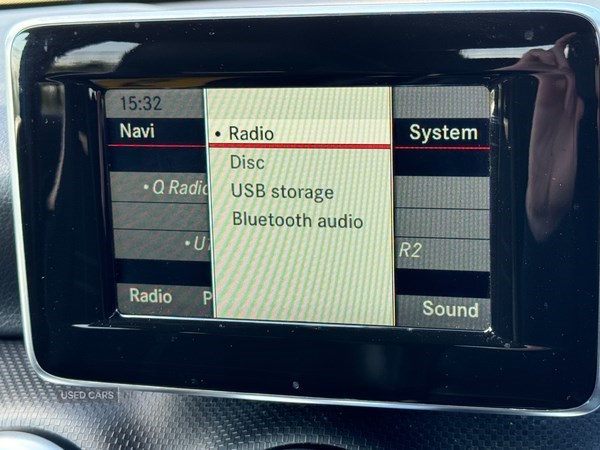 15:32
Navi
• Radio
System
Disc
• Q Radio
USB storage
Bluetooth audio
R2
Radio
Sound
USED CARS